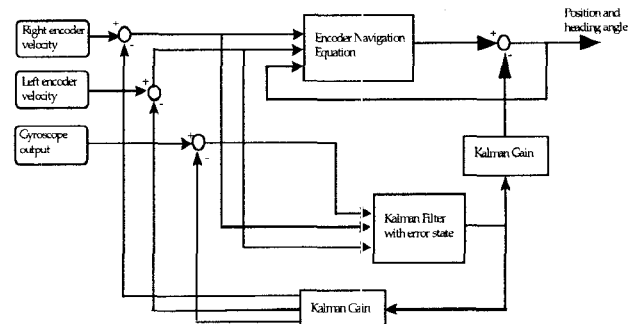 Right encoder
velocity
Left encoder
velocity
Gyroscope
output
Encoder Navigation
Equation
Position and
heading angle
Kalman Gain
Kalman Filter
with error state
Kalman Gain
+
-
+
-
+
-
+
-